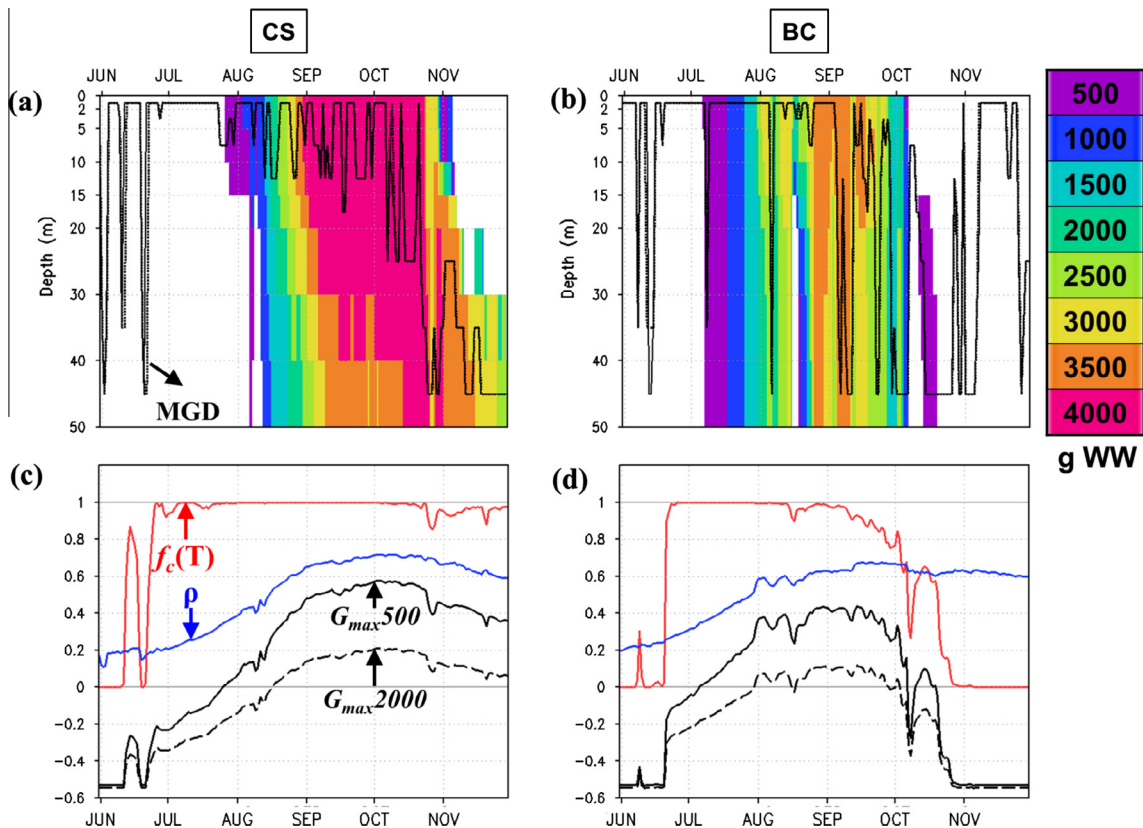 CS
BC
JUN JUL AUG SEP OCT NOV
JUN JUL AUG SEP OCT NOV
(a)
(b)
0
2
5
10
15
20
30
40
50
Depth (m)
MGD
0
2
5
10
15
20
30
40
50
Depth (m)
500
1000
1500
2000
2500
3000
3500
4000
g WW
(c)
(d)
1
0.8
0.6
0.4
0.2
0
−0.2
−0.4
−0.6
fc(T)
ρ
Gmax500
Gmax2000
1
0.8
0.6
0.4
0.2
0
−0.2
−0.4
−0.6
JUN JUL AUG SEP OCT NOV
JUN JUL AUG SEP OCT NOV